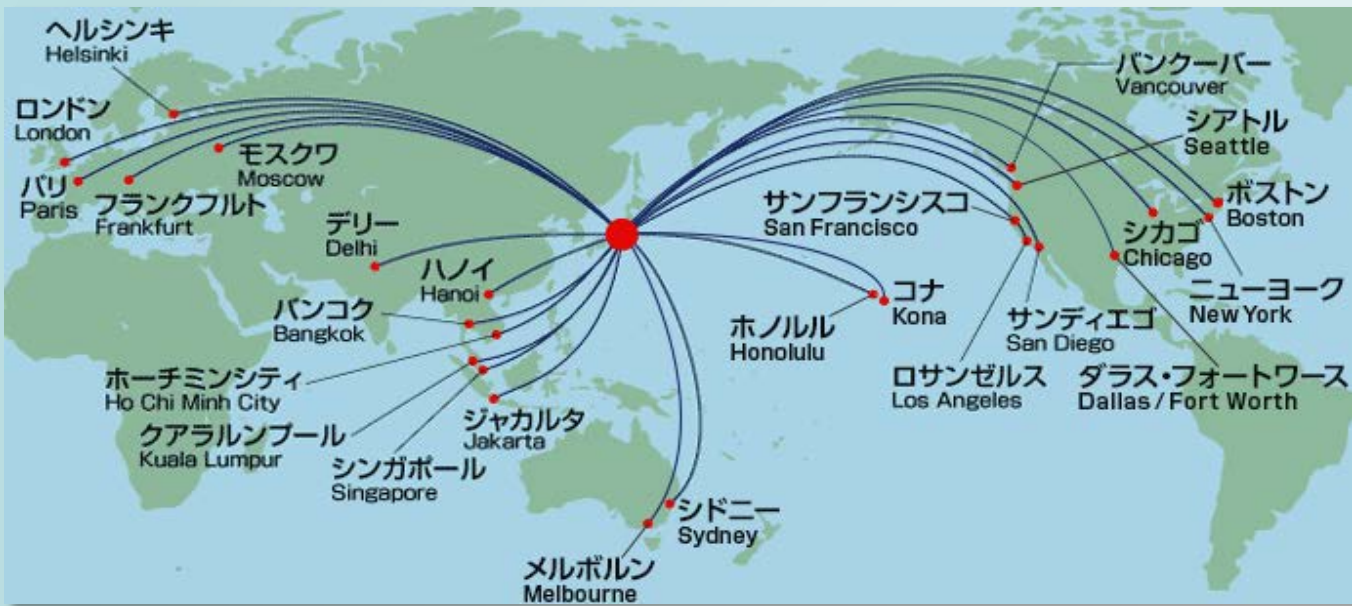 ヘルシンキ
Helsinki
ロンドン
London
パリ
Paris
フランクフルト
Frankfurt
モスクワ
Moscow
デリー
Delhi
ハノイ
Hanoi
バンコク
Bangkok
ホーチミンシティ
Ho Chi Minh City
クアラルンプール
Kuala Lumpur
シンガポール
Singapore
ジャカルタ
Jakarta
メルボルン
Melbourne
シドニー
Sydney
ホノルル
Honolulu
コナ
Kona
バンクーバー
Vancouver
シアトル
Seattle
サンフランシスコ
San Francisco
ロサンゼルス
Los Angeles
サンディエゴ
San Diego
ダラス・フォートワース
Dallas / Fort Worth
シカゴ
Chicago
ボストン
Boston
ニューヨーク
New York